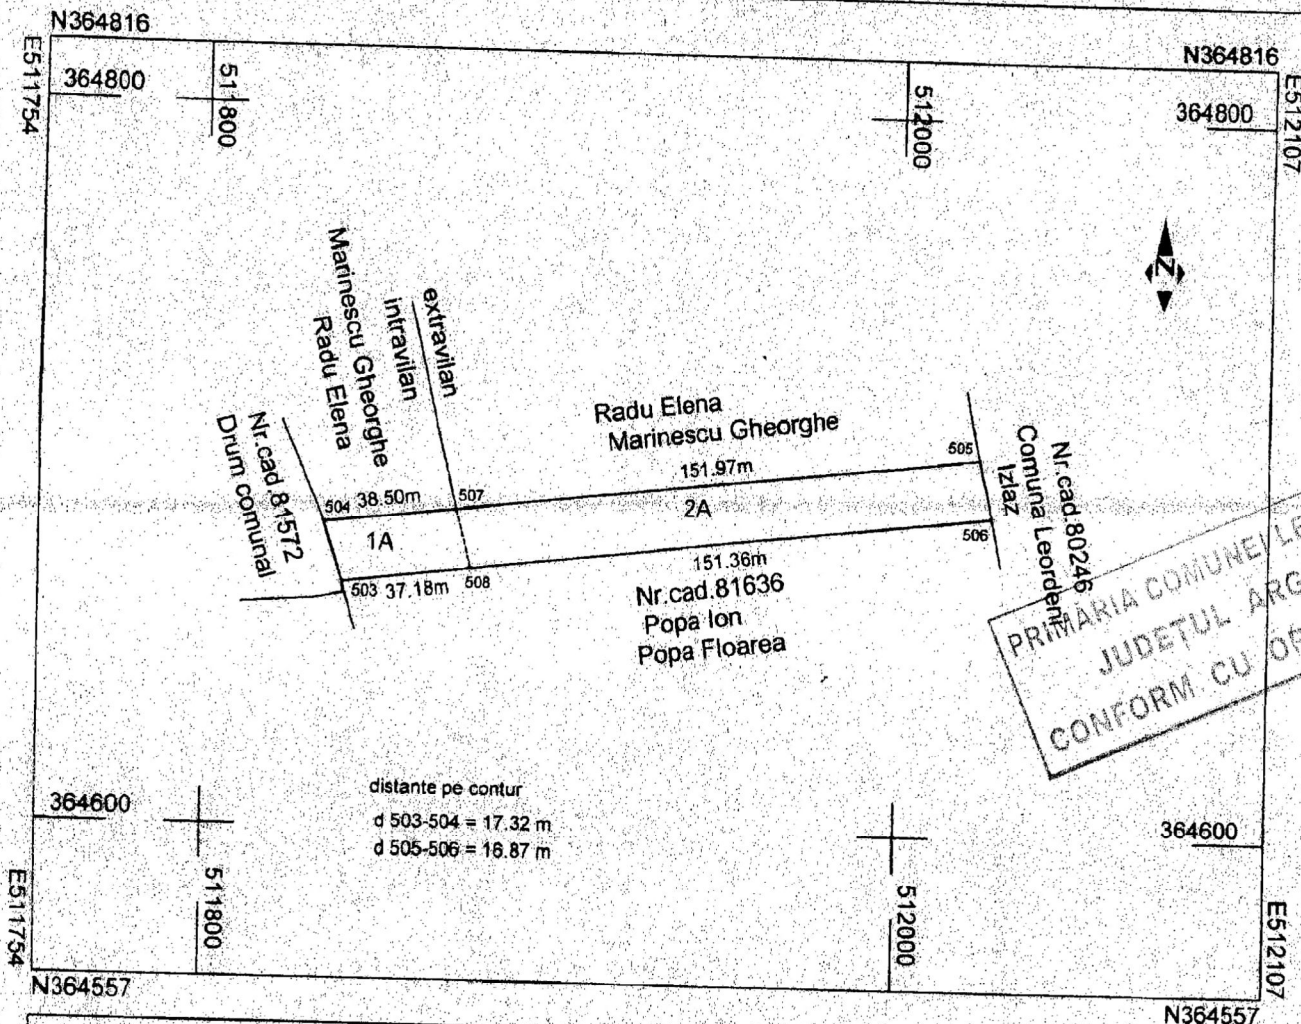 N364816
N364816
E511754
364800
511800
512000
364800
E512107
Marinescu Gheorghe
Radu Elena
intravilan
extravilan
Nr.cad.81572
Drum comunal
Radu Elena
Marinescu Gheorghe
151.97m
505
504
38.50m
507
1A
2A
503
37.18m
508
151.36m
506
Nr.cad.81636
Popa Ion
Popa Floarea
Nr.cad.80246
Comuna Leordeni
Izlaz
PRIMĂRIA COMUNEI
JUDETUL
CONFORM CU
distante pe contur
d 503-504 = 17.32 m
d 505-506 = 16.87 m
364600
364600
511800
512000
E511754
E512107
N364557
N364557